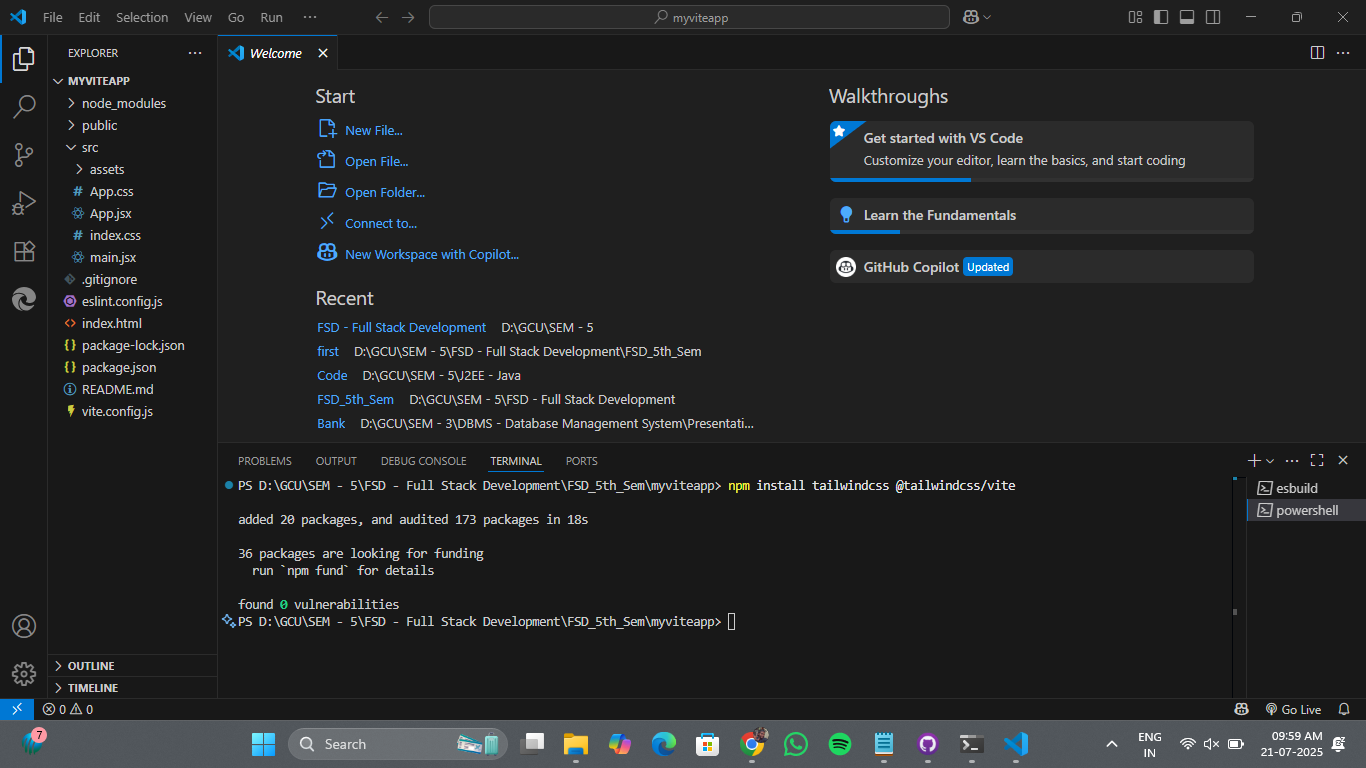 File Edit Selection View Go Run ···
myviteapp
EXPLORER ···
MYVITEAPP
node_modules
public
src
assets
# App.css
App.jsx
# index.css
main.jsx
.gitignore
eslint.config.js
<> index.html
{} package-lock.json
{} package.json
README.md
vite.config.js
OUTLINE
TIMELINE
Welcome
Start
New File...
Open File...
Open Folder...
Connect to...
New Workspace with Copilot...
Recent
FSD - Full Stack Development D:\GCU\SEM - 5
first D:\GCU\SEM - 5\FSD - Full Stack Development\FSD_5th_Sem
Code D:\GCU\SEM - 5\J2EE - Java
FSD_5th_Sem D:\GCU\SEM - 5\FSD - Full Stack Development
Bank D:\GCU\SEM - 3\DBMS - Database Management System\Presentati...
Walkthroughs
Get started with VS Code
Customize your editor, learn the basics, and start coding
Learn the Fundamentals
GitHub Copilot Updated
PROBLEMS OUTPUT DEBUG CONSOLE TERMINAL PORTS
PS D:\GCU\SEM - 5\FSD - Full Stack Development\FSD_5th_Sem\myviteapp> npm install tailwindcss @tailwindcss/vite
added 20 packages, and audited 173 packages in 18s
36 packages are looking for funding
run `npm fund` for details
found 0 vulnerabilities
PS D:\GCU\SEM - 5\FSD - Full Stack Development\FSD_5th_Sem\myviteapp>
esbuild
powershell
0 0
Go Live
7
Search
ENG
IN
09:59 AM
21-07-2025